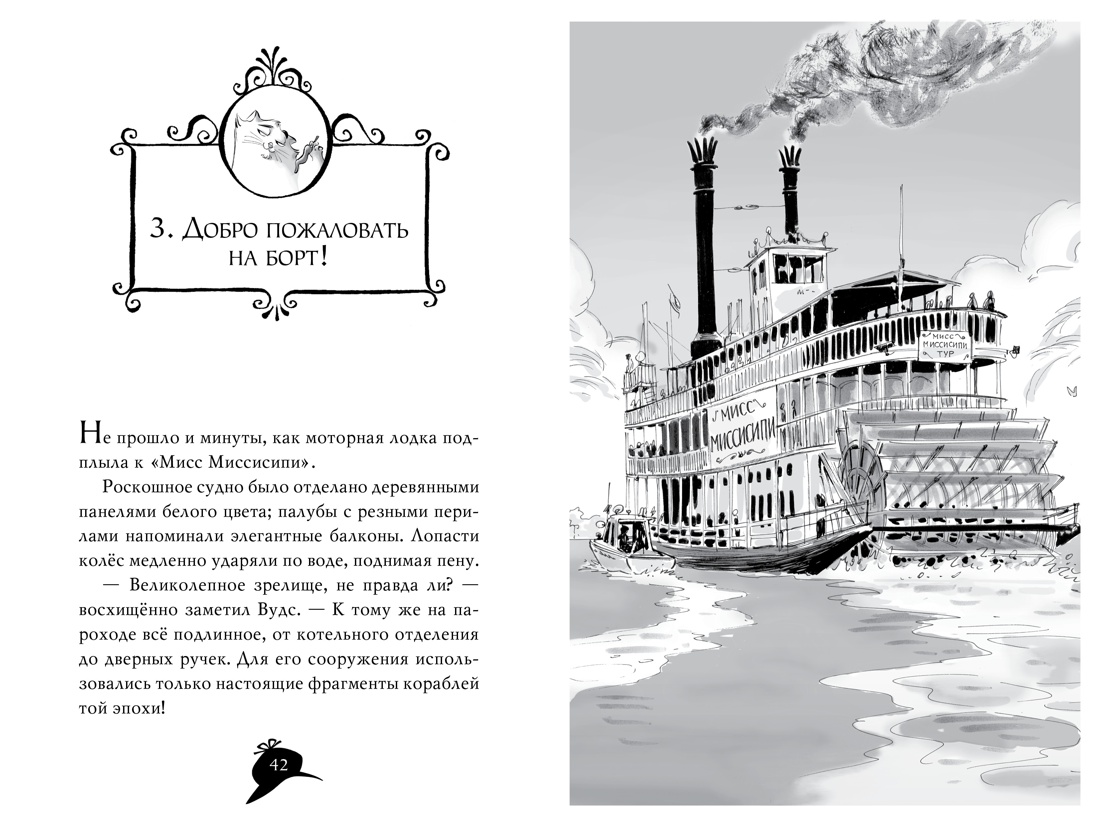 3. Добро пожаловать
на борт!
Не прошло и минуты, как моторная лодка под-
плыла к «Мисс Миссисипи».
Роскошное судно было отделано деревянными
панелями белого цвета; палубы с резными пери-
лами напоминали элегантные балконы. Лопасти
колёс медленно ударяли по воде, поднимая пену.
— Великолепное зрелище, не правда ли? —
восхищённо заметил Вудс. — К тому же на па-
роходе всё подлинное, от котельного отделения
до дверных ручек. Для его сооружения исполь-
зовались только настоящие фрагменты кораблей
той эпохи!
42
МИСС
МИССИСИПИ
ТУР
МИСС
МИССИСИПИ